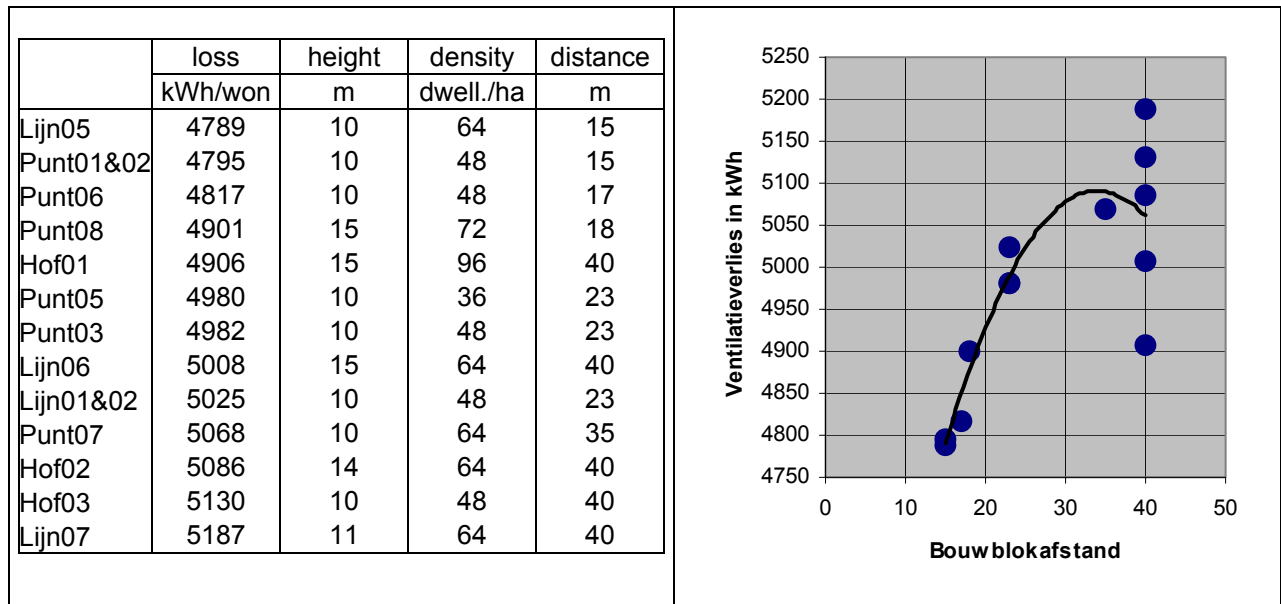 loss height density distance
kWh/won m dwell./ha m
Lijn05 4789 10 64 15
Punt01&02 4795 10 48 15
Punt06 4817 10 48 17
Punt08 4901 15 72 18
Hof01 4906 15 96 40
Punt05 4980 10 36 23
Punt03 4982 10 48 23
Lijn06 5008 15 64 40
Lijn01&02 5025 10 48 23
Punt07 5068 10 64 35
Hof02 5086 14 64 40
Hof03 5130 10 48 40
Lijn07 5187 11 64 40
Ventilatieverlies in kWh
5250
5200
5150
5100
5050
5000
4950
4900
4850
4800
4750
0 10 20 30 40 50
Bouwblokafstand